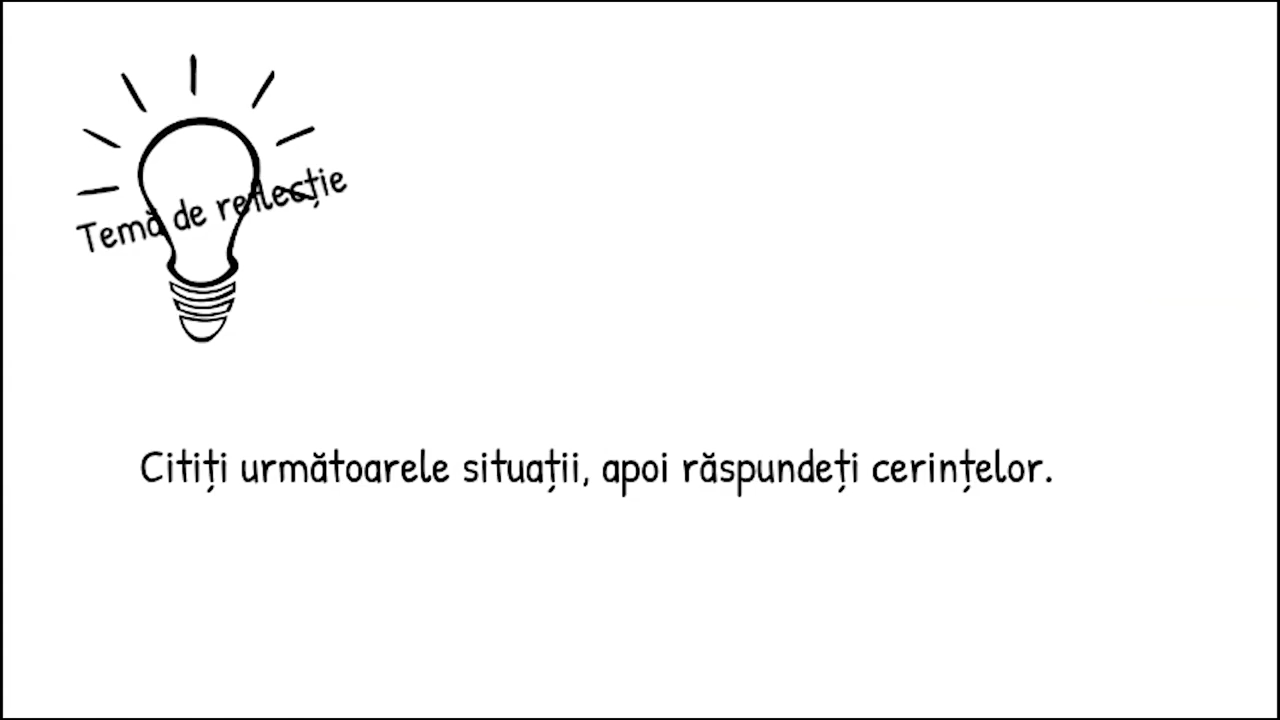 Temă de reflecție
Citiți următoarele situații, apoi răspundeți cerințelor.